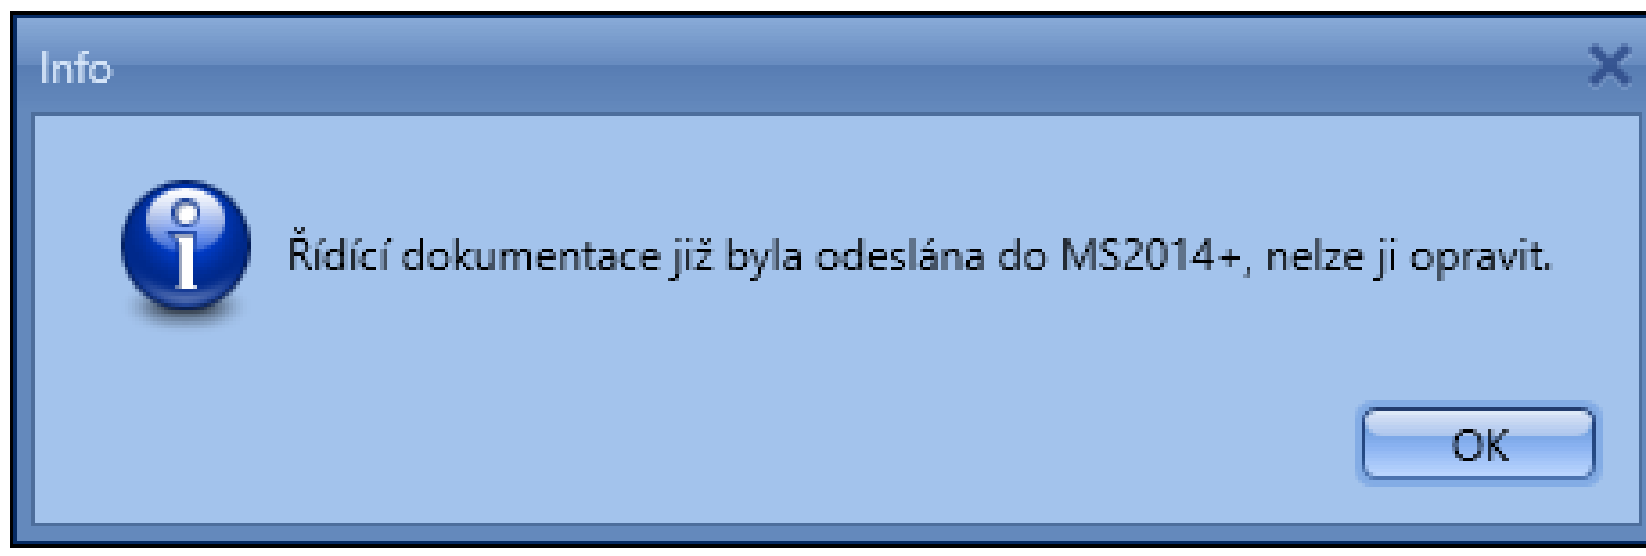 Info
Řídící dokumentace již byla odeslána do MS2014+, nelze ji opravit.
OK